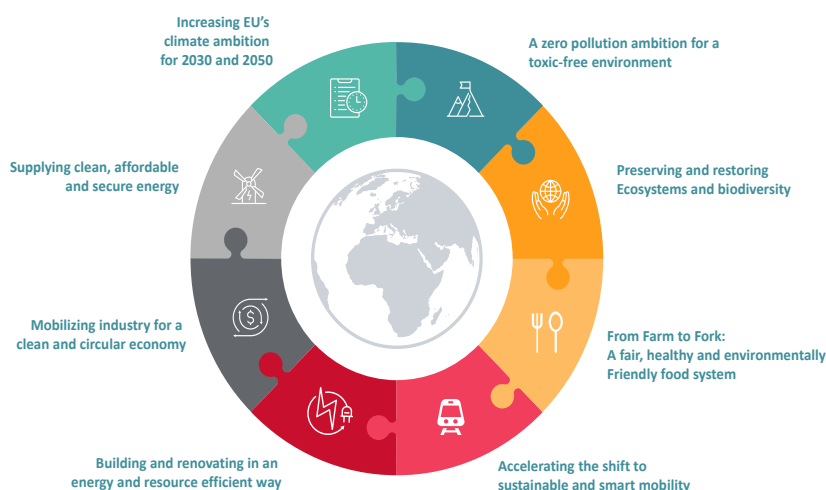 Increasing EU's
climate ambition
for 2030 and 2050
A zero pollution ambition for a
toxic-free environment
Supplying clean, affordable
and secure energy
Preserving and restoring
Ecosystems and biodiversity
Mobilizing industry for a
clean and circular economy
From Farm to Fork:
A fair, healthy and environmentally
Friendly food system
Building and renovating in an
energy and resource efficient way
Accelerating the shift to
sustainable and smart mobility
$